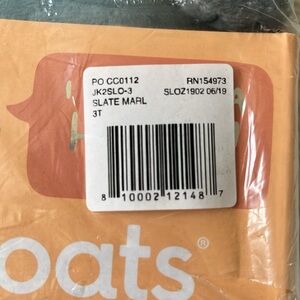 PO CC0112 RN154973
JK2SLO-3 SLOZ1902 06/19
SLATE MARL
3T
8 10002 12148 7
oats®